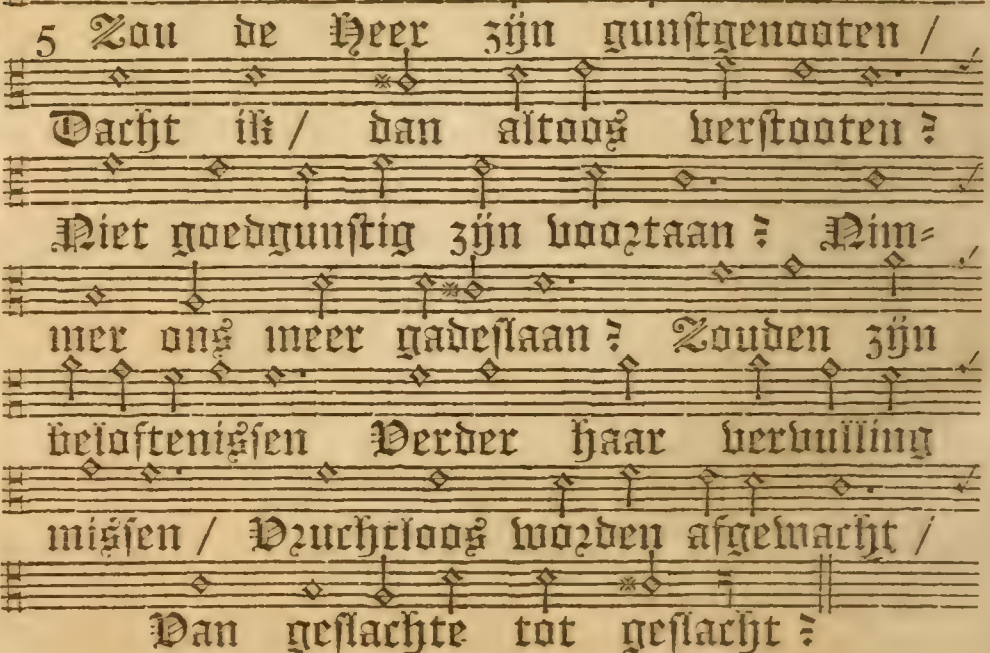 5 Zou de Heer zijn gunſtgenooten /
Dacht ik / dan altoos verſtooten?
Niet goedgunſtig zijn voortaan? Nim⸗
mer ons meer gadeſlaan? Zouden zijn
beloftenisſen Verder haar vervulling
misſen / Vruchtloos worden afgewacht /
Van geſlachte tot geſlacht?